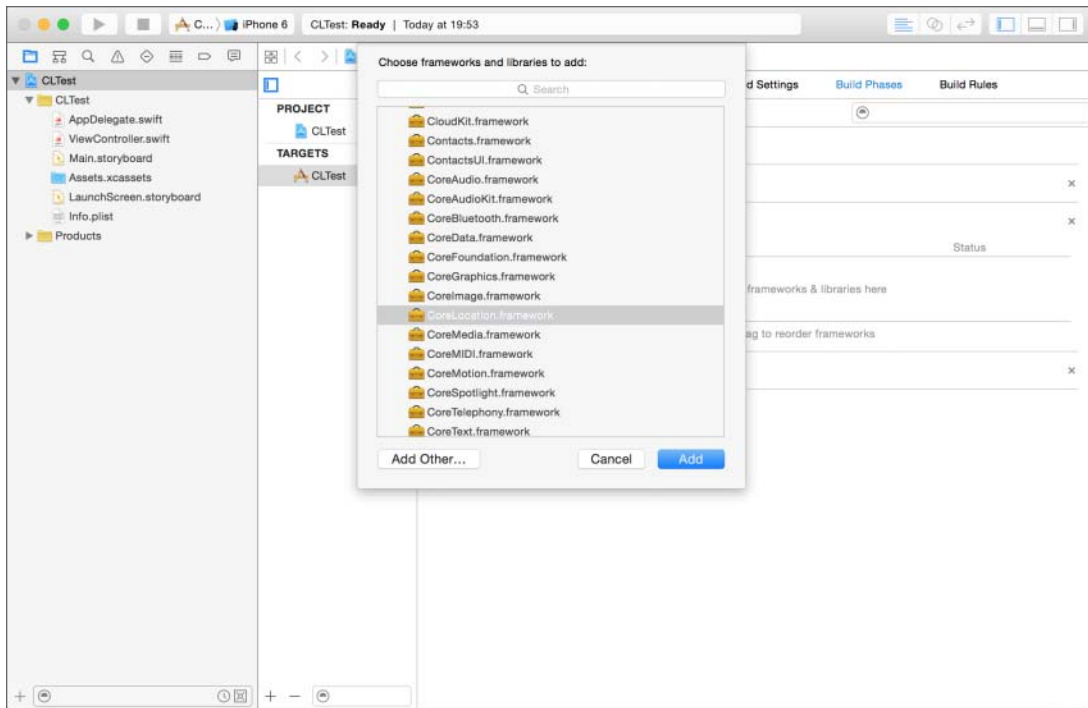 C...) iPhone 6 CLTest: Ready | Today at 19:53
CLTest
CLTest
AppDelegate.swift
ViewController.swift
Main.storyboard
Assets.xcassets
LaunchScreen.storyboard
Info.plist
Products
PROJECT
CLTest
TARGETS
CLTest
Choose frameworks and libraries to add:
Search
CloudKit.framework
Contacts.framework
ContactsUI.framework
CoreAudio.framework
CoreAudioKit.framework
CoreBluetooth.framework
CoreData.framework
CoreFoundation.framework
CoreGraphics.framework
CoreImage.framework
CoreLocation.framework
CoreMedia.framework
CoreMIDI.framework
CoreMotion.framework
CoreSpotlight.framework
CoreTelephony.framework
CoreText.framework
Add Other... Cancel Add
d Settings Build Phases Build Rules
Status
frameworks & libraries here
ag to reorder frameworks